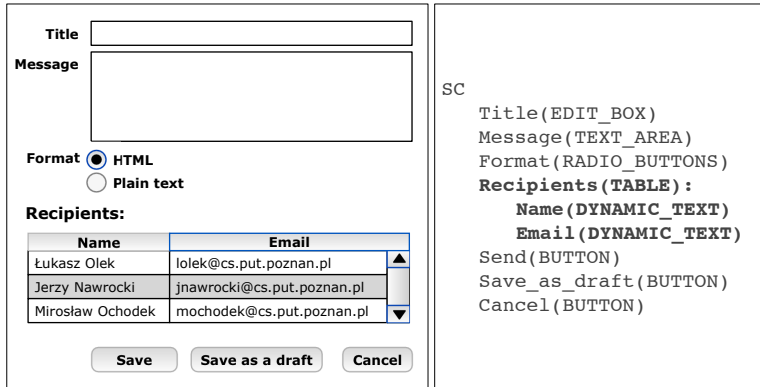 Title
Message
Format HTML
Plain text
Recipients:
Name Email
Łukasz Olek lolek@cs.put.poznan.pl
Jerzy Nawrocki jnawrocki@cs.put.poznan.pl
Mirosław Ochodek mochodek@cs.put.poznan.pl
Save Save as a draft Cancel
SC
Title(EDIT_BOX)
Message(TEXT_AREA)
Format(RADIO_BUTTONS)
Recipients(TABLE):
Name(DYNAMIC_TEXT)
Email(DYNAMIC_TEXT)
Send(BUTTON)
Save_as_draft(BUTTON)
Cancel(BUTTON)